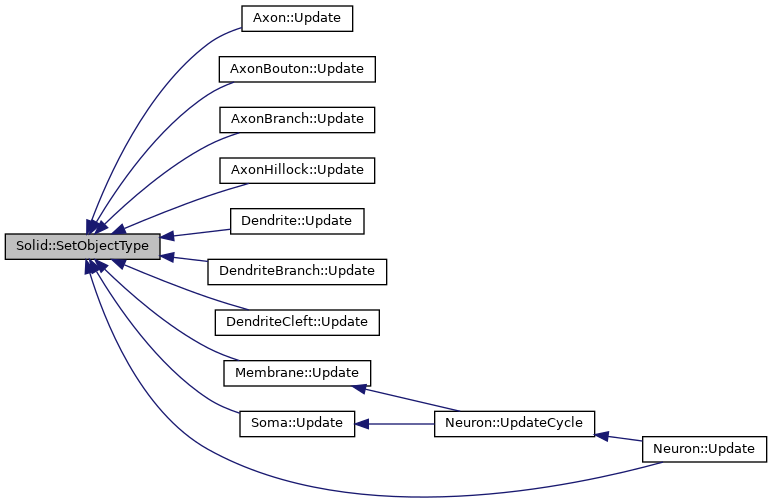 Axon::Update
AxonBouton::Update
AxonBranch::Update
AxonHillock::Update
Dendrite::Update
Solid::SetObjectType
DendriteBranch::Update
DendriteCleft::Update
Membrane::Update
Soma::Update
Neuron::UpdateCycle
Neuron::Update